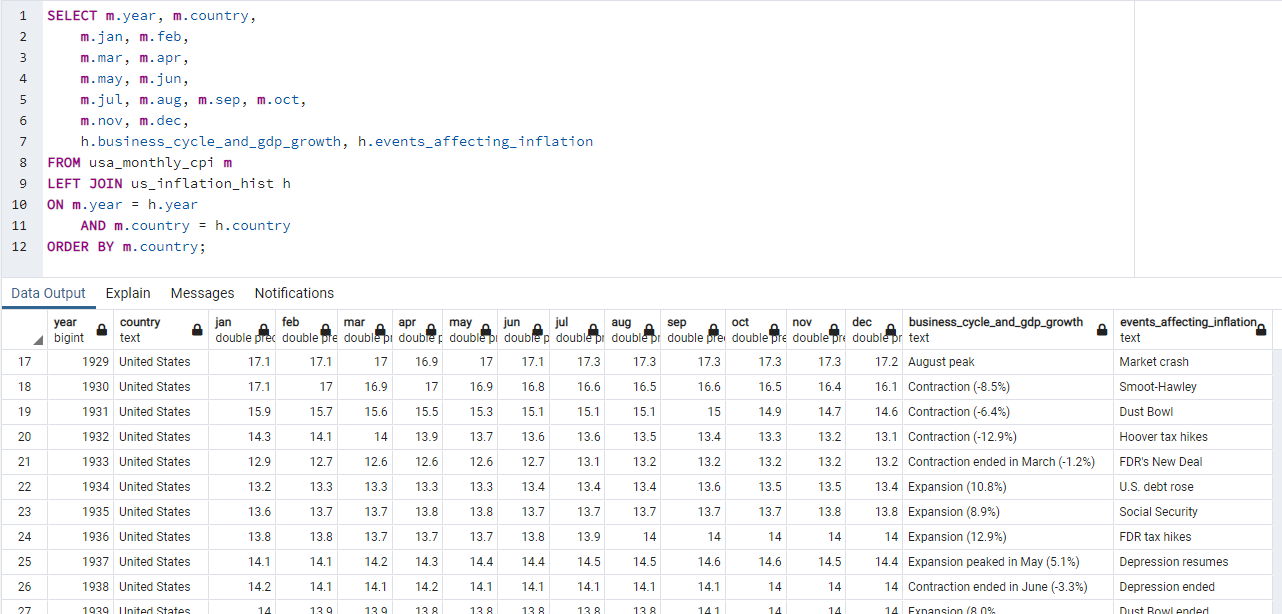 1 SELECT m.year, m.country,
2 m.jan, m.feb,
3 m.mar, m.apr,
4 m.may, m.jun,
5 m.jul, m.aug, m.sep, m.oct,
6 m.nov, m.dec,
7 h.business_cycle_and_gdp_growth, h.events_affecting_inflation
8 FROM usa_monthly_cpi m
9 LEFT JOIN us_inflation_hist h
10 ON m.year = h.year
11 AND m.country = h.country
12 ORDER BY m.country;
Data Output Explain Messages Notifications
year country jan feb mar apr may jun jul aug sep oct nov dec business_cycle_and_gdp_growth events_affecting_inflation
bigint text double pre double pre double p double p double pr double p double pr double pr double pre double pre double pre double pr text text
17 1929 United States 17.1 17.1 17 16.9 17 17.1 17.3 17.3 17.3 17.3 17.3 17.2 August peak Market crash
18 1930 United States 17.1 17 16.9 17 16.9 16.8 16.6 16.5 16.6 16.5 16.4 16.1 Contraction (-8.5%) Smoot-Hawley
19 1931 United States 15.9 15.7 15.6 15.5 15.3 15.1 15.1 15.1 15 14.9 14.7 14.6 Contraction (-6.4%) Dust Bowl
20 1932 United States 14.3 14.1 14 13.9 13.7 13.6 13.6 13.5 13.4 13.3 13.2 13.1 Contraction (-12.9%) Hoover tax hikes
21 1933 United States 12.9 12.7 12.6 12.6 12.6 12.7 13.1 13.2 13.2 13.2 13.2 13.2 Contraction ended in March (-1.2%) FDR's New Deal
22 1934 United States 13.2 13.3 13.3 13.3 13.3 13.4 13.4 13.4 13.6 13.5 13.5 13.4 Expansion (10.8%) U.S. debt rose
23 1935 United States 13.6 13.7 13.7 13.8 13.8 13.7 13.7 13.7 13.7 13.7 13.8 13.8 Expansion (8.9%) Social Security
24 1936 United States 13.8 13.8 13.7 13.7 13.7 13.8 13.9 14 14 14 14 14 Expansion (12.9%) FDR tax hikes
25 1937 United States 14.1 14.1 14.2 14.3 14.4 14.4 14.5 14.5 14.6 14.6 14.5 14.4 Expansion peaked in May (5.1%) Depression resumes
26 1938 United States 14.2 14.1 14.1 14.2 14.1 14.1 14.1 14.1 14.1 14 14 14 Contraction ended in June (-3.3%) Depression ended
27 1939 United States 14 13.9 13.9 13.8 13.8 13.8 13.8 13.8 14.1 14 14 14 Expansion (8.0% Dust Bowl ended